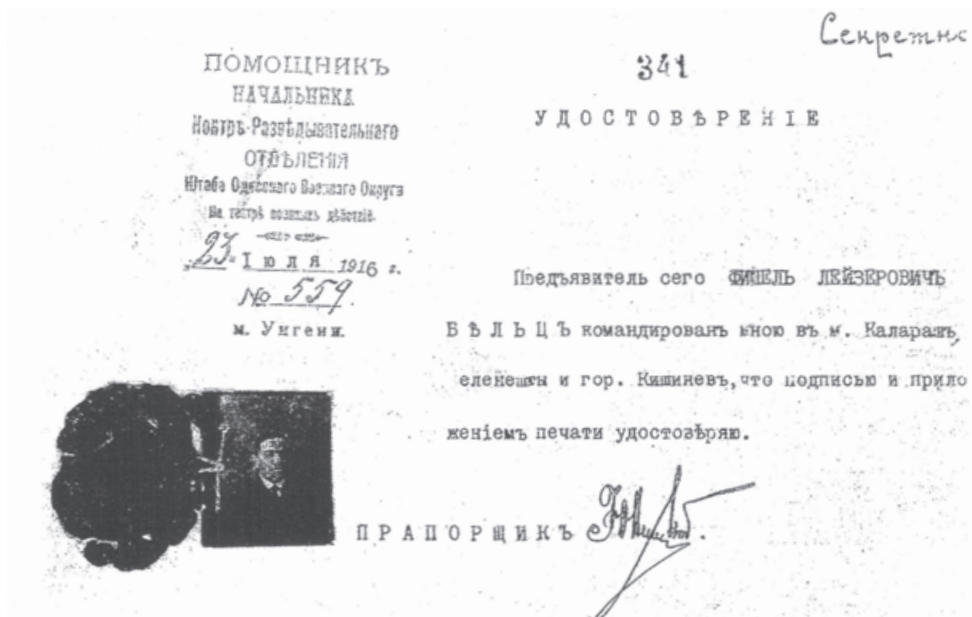 Секретно
ПОМОЩНИКЪ
НАЧАЛЬНИКА
Контръ-Развѣдывательнаго
ОТДѢЛЕНІЯ
Штаба Одесскаго Военнаго Округа
На театрѣ военныхъ дѣйствій.
„23" Іюля 1916 г.
№ 559.
м. Унгени.
341
УДОСТОВѢРЕНІЕ
Предъявитель сего ФИШЕЛЬ ЛЕЙЗЕРОВИЧЪ
БѢЛЬЦЪ командированъ мною въ м. Каларашъ,
еленешты и гор. Кишиневъ, что подписью и прило
женіемъ печати удостовѣряю.
ПРАПОРЩИКЪ